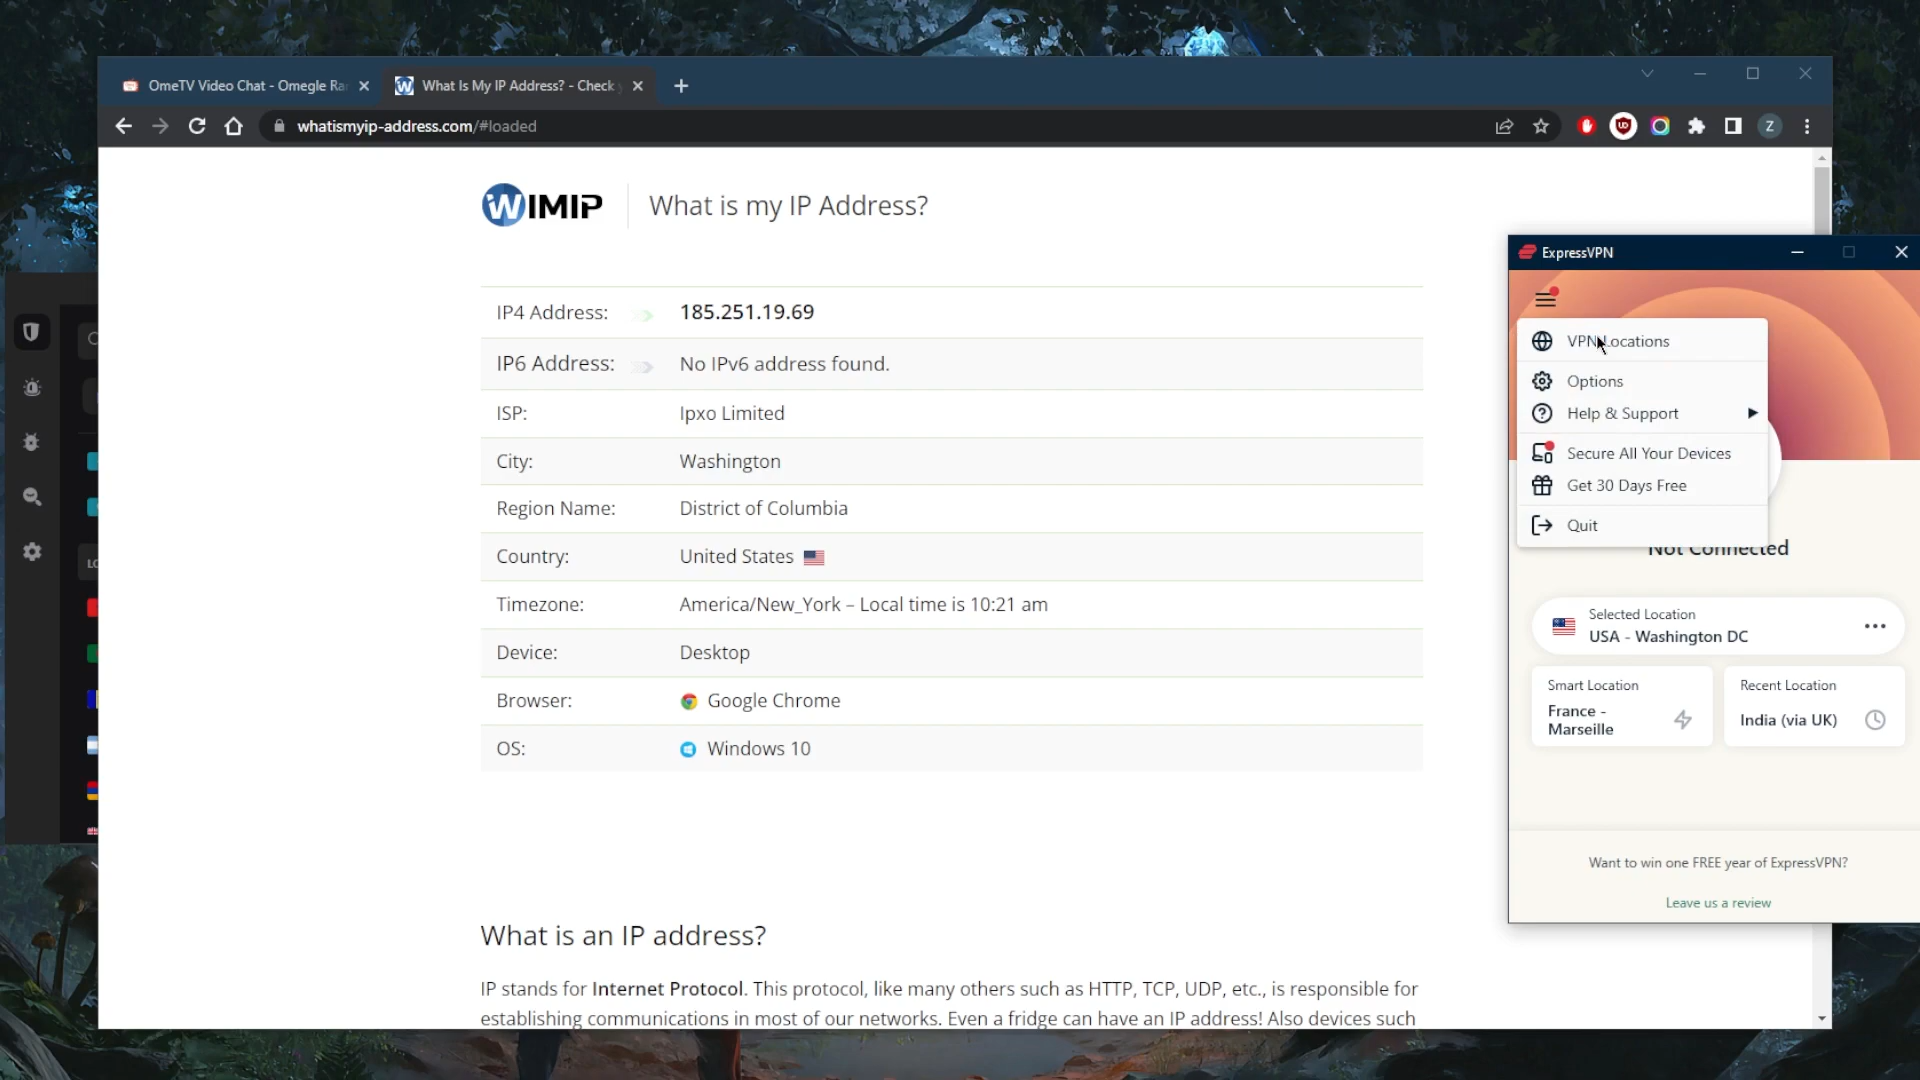 OmeTV Video Chat - Omegle Ra
What Is My IP Address? - Check
whatismyip-address.com/#loaded
Z
WIMIP
What is my IP Address?
IP4 Address: 185.251.19.69
IP6 Address: No IPv6 address found.
ISP: Ipxo Limited
City: Washington
Region Name: District of Columbia
Country: United States
Timezone: America/New_York – Local time is 10:21 am
Device: Desktop
Browser: Google Chrome
OS: Windows 10
What is an IP address?
IP stands for Internet Protocol. This protocol, like many others such as HTTP, TCP, UDP, etc., is responsible for
establishing communications in most of our networks. Even a fridge can have an IP address! Also devices such
ExpressVPN
VPN Locations
Options
Help & Support
Secure All Your Devices
Get 30 Days Free
Quit
Not Connected
Selected Location
USA - Washington DC
Smart Location
France -
Marseille
Recent Location
India (via UK)
Want to win one FREE year of ExpressVPN?
Leave us a review